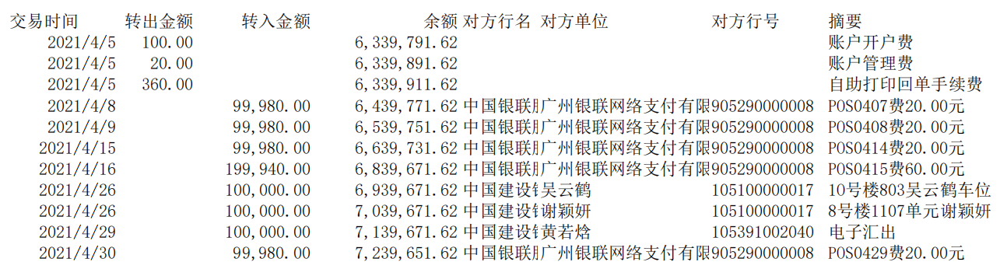 交易时间 转出金额 转入金额 余额 对方行名 对方单位 对方行号 摘要
2021/4/5 100.00 6,339,791.62 账户开户费
2021/4/5 20.00 6,339,891.62 账户管理费
2021/4/5 360.00 6,339,911.62 自助打印回单手续费
2021/4/8 99,980.00 6,439,771.62 中国银联 广州银联网络支付有限 905290000008 POS0407费20.00元
2021/4/9 99,980.00 6,539,751.62 中国银联 广州银联网络支付有限 905290000008 POS0408费20.00元
2021/4/15 99,980.00 6,639,731.62 中国银联 广州银联网络支付有限 905290000008 POS0414费20.00元
2021/4/16 199,940.00 6,839,671.62 中国银联 广州银联网络支付有限 905290000008 POS0415费60.00元
2021/4/26 100,000.00 6,939,671.62 中国建设 吴云鹤 105100000017 10号楼803吴云鹤车位
2021/4/26 100,000.00 7,039,671.62 中国建设 谢颖妍 105100000017 8号楼1107单元谢颖妍
2021/4/29 100,000.00 7,139,671.62 中国建设 黄若焓 105391002040 电子汇出
2021/4/30 99,980.00 7,239,651.62 中国银联 广州银联网络支付有限 905290000008 POS0429费20.00元